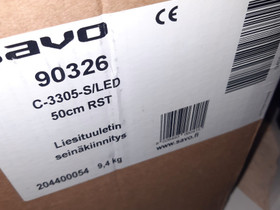 savo
90326
C-3305-S/LED
50cm RST
Liesituuletin
seinäkiinnitys
204400054 9,4 kg
CE
www.savo.fi